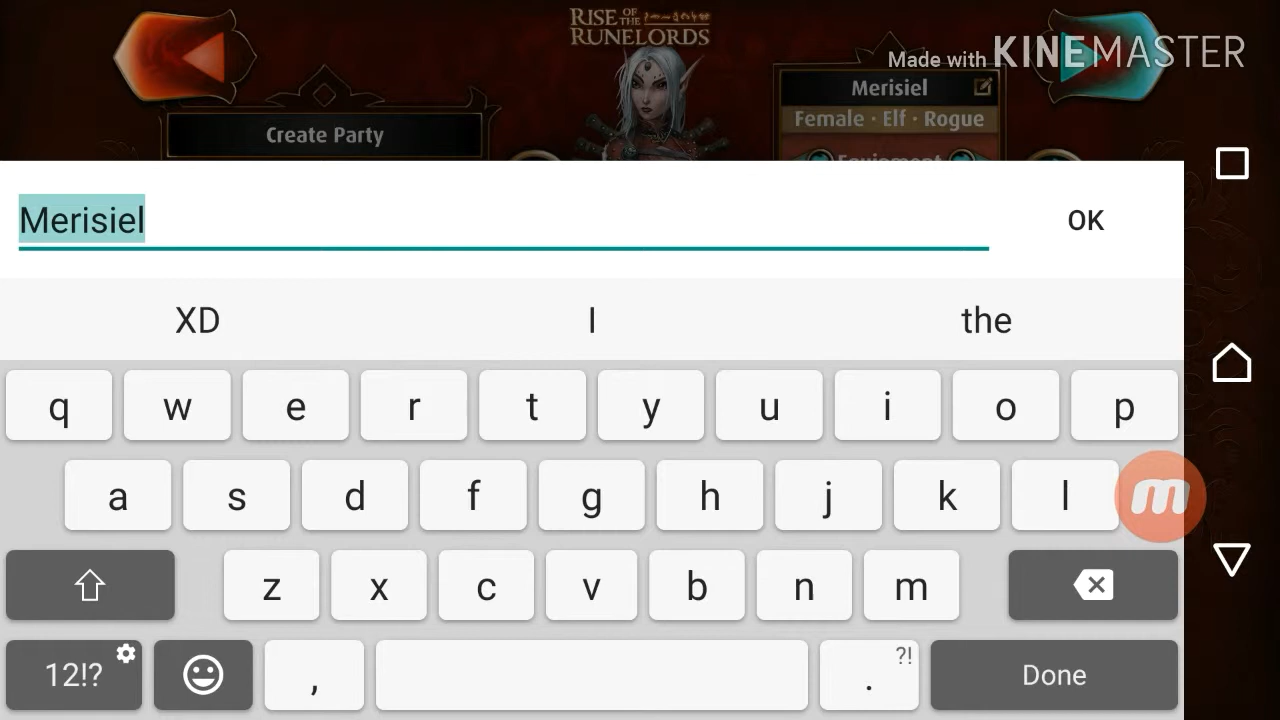 RISE OF THE
RUNELORDS
Made with KINEMASTER
Merisiel
Female · Elf · Rogue
Create Party
Equipment
Merisiel
OK
XD I the
q w e r t y u i o p
a s d f g h j k l
m
z x c v b n m
12!? , . ?! Done